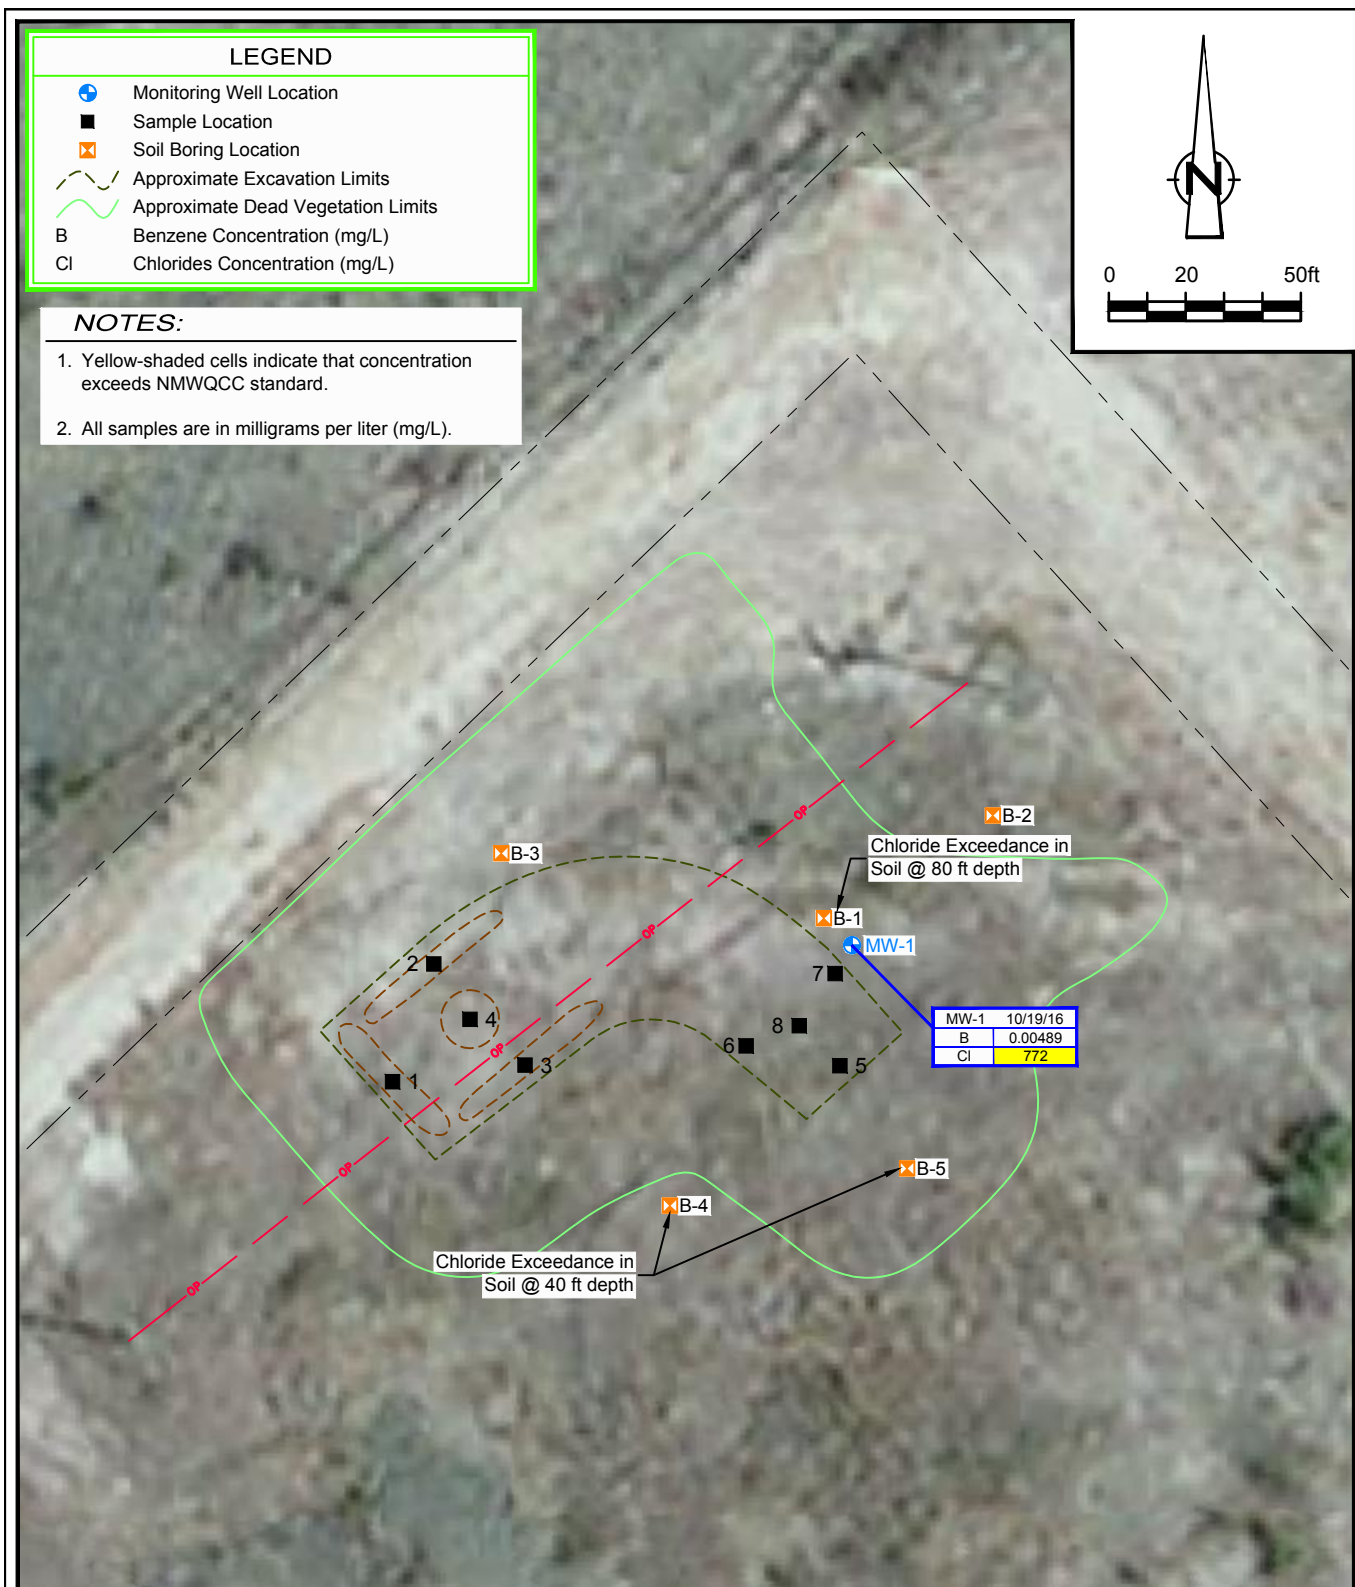 LEGEND
Monitoring Well Location
Sample Location
Soil Boring Location
Approximate Excavation Limits
Approximate Dead Vegetation Limits
B Benzene Concentration (mg/L)
Cl Chlorides Concentration (mg/L)
NOTES:
1. Yellow-shaded cells indicate that concentration
exceeds NMWQCC standard.
2. All samples are in milligrams per liter (mg/L).
N
0 20 50ft
OP
B-2
Chloride Exceedance in
Soil @ 80 ft depth
B-3
B-1
OP
MW-1
2
7
4
8
MW-1 10/19/16
B 0.00489
Cl 772
6
OP
3
5
1
OP
B-5
B-4
Chloride Exceedance in
Soil @ 40 ft depth
OP